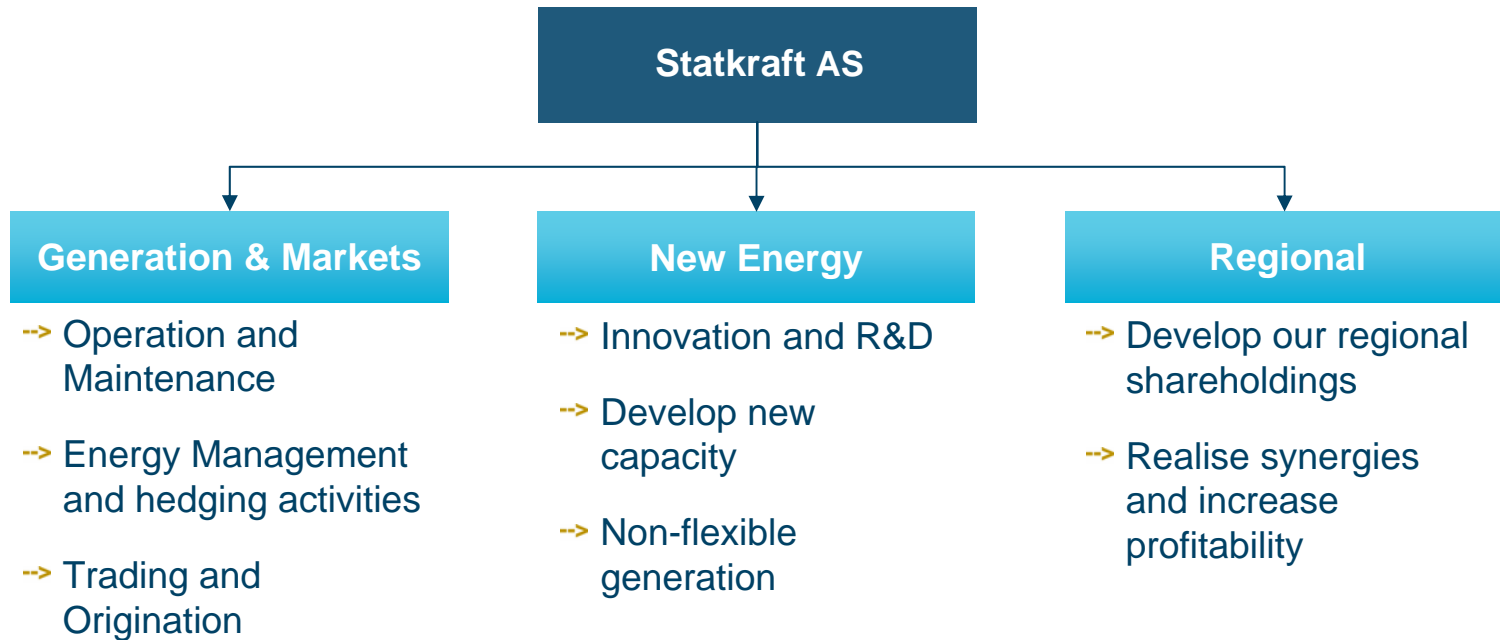 Statkraft AS
Generation & Markets
--> Operation and
Maintenance
--> Energy Management
and hedging activities
--> Trading and
Origination
New Energy
--> Innovation and R&D
--> Develop new
capacity
--> Non-flexible
generation
Regional
--> Develop our regional
shareholdings
--> Realise synergies
and increase
profitability